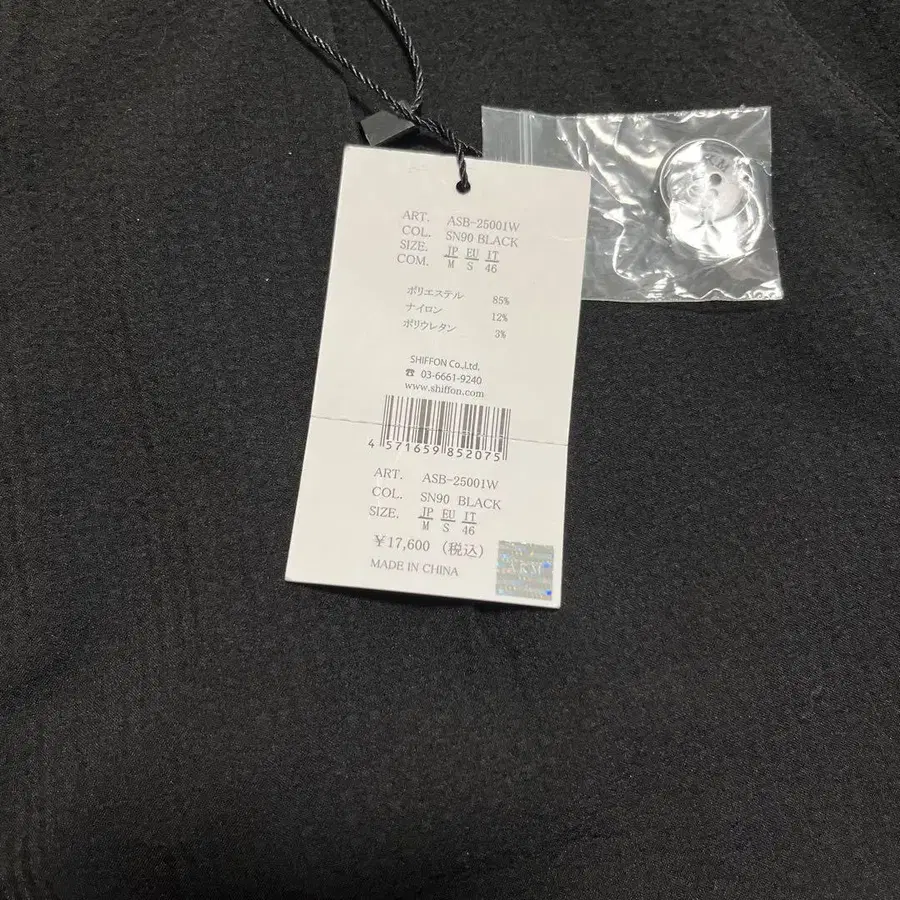 ART. ASB-25001W
COL. SN90 BLACK
SIZE. JP EU IT
COM. M S 46
ポリエステル 85%
ナイロン 12%
ポリウレタン 3%
SHIFFON Co.,Ltd.
☎ 03-6661-9240
www.shiffon.com
4 571659 852075
ART. ASB-25001W
COL. SN90 BLACK
SIZE. JP EU IT
M S 46
¥17,600 (税込)
MADE IN CHINA
AKM